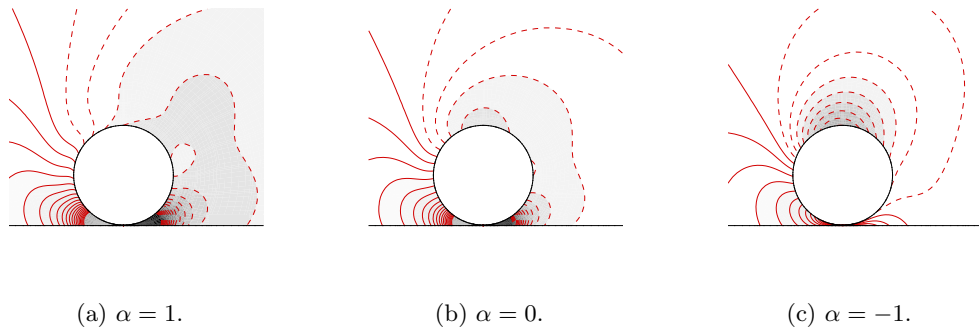 (a) α = 1. (b) α = 0. (c) α = −1.